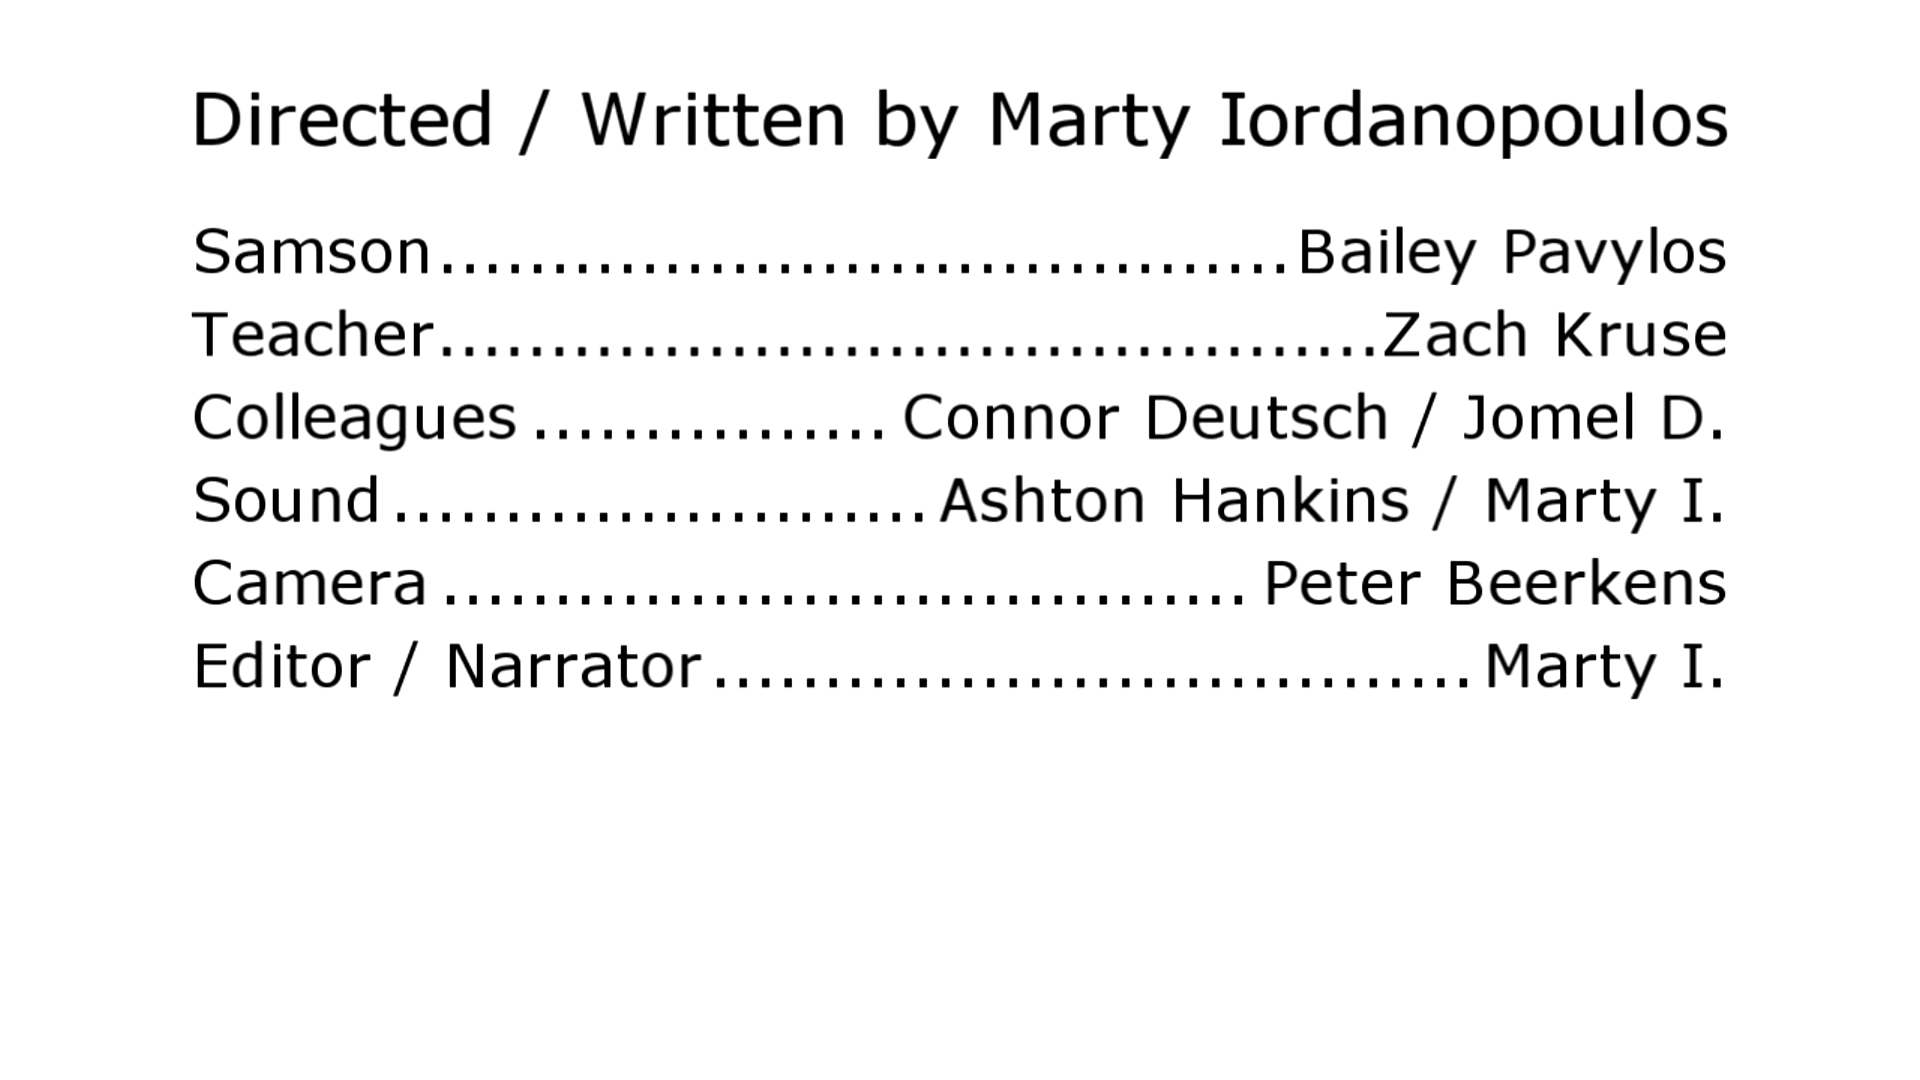 Directed / Written by Marty Iordanopoulos
Samson......................................Bailey Pavylos
Teacher..........................................Zach Kruse
Colleagues ................ Connor Deutsch / Jomel D.
Sound ........................ Ashton Hankins / Marty I.
Camera .................................... Peter Beerkens
Editor / Narrator .................................. Marty I.